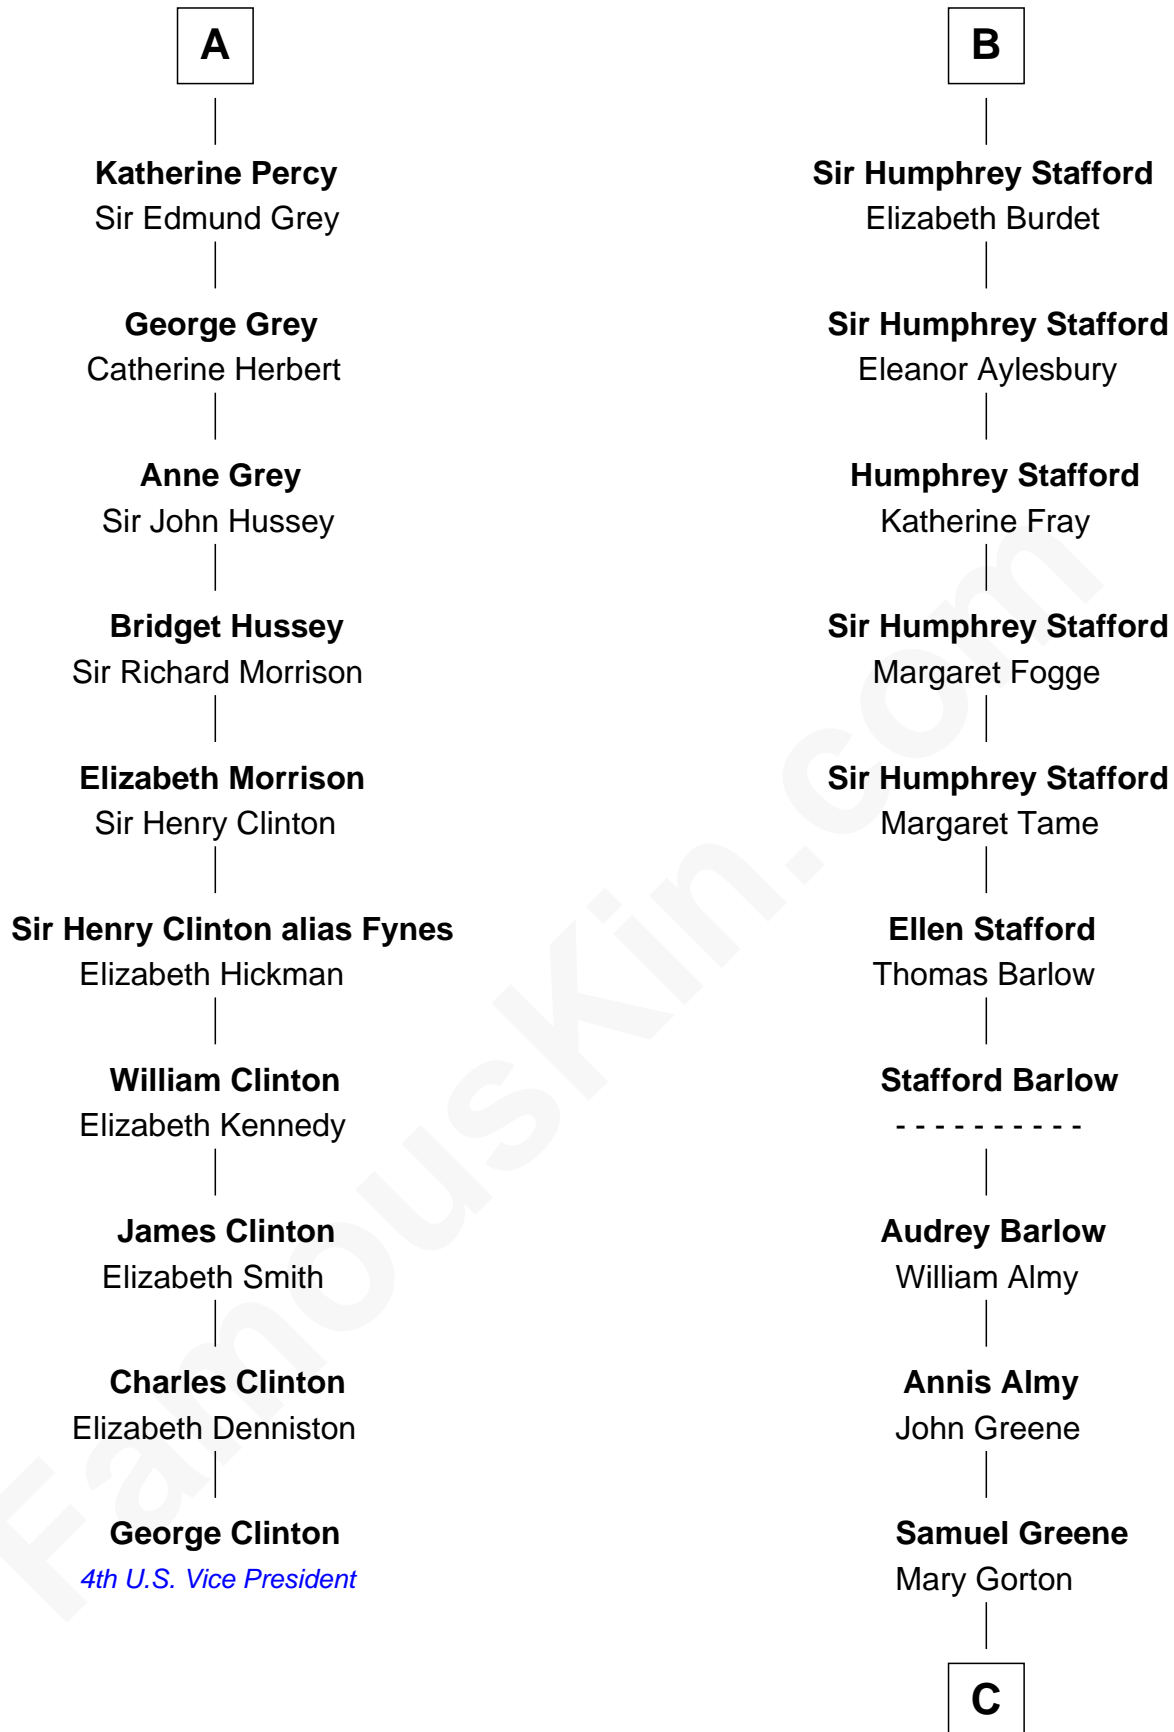 A
Katherine Percy
Sir Edmund Grey
George Grey
Catherine Herbert
Anne Grey
Sir John Hussey
Bridget Hussey
Sir Richard Morrison
Elizabeth Morrison
Sir Henry Clinton
Sir Henry Clinton alias Fynes
Elizabeth Hickman
William Clinton
Elizabeth Kennedy
James Clinton
Elizabeth Smith
Charles Clinton
Elizabeth Denniston
George Clinton
4th U.S. Vice President
B
Sir Humphrey Stafford
Elizabeth Burdet
Sir Humphrey Stafford
Eleanor Aylesbury
Humphrey Stafford
Katherine Fray
Sir Humphrey Stafford
Margaret Fogge
Sir Humphrey Stafford
Margaret Tame
Ellen Stafford
Thomas Barlow
Stafford Barlow
- - - - - - - - - -
Audrey Barlow
William Almy
Annis Almy
John Greene
Samuel Greene
Mary Gorton
C
FamousKin.com